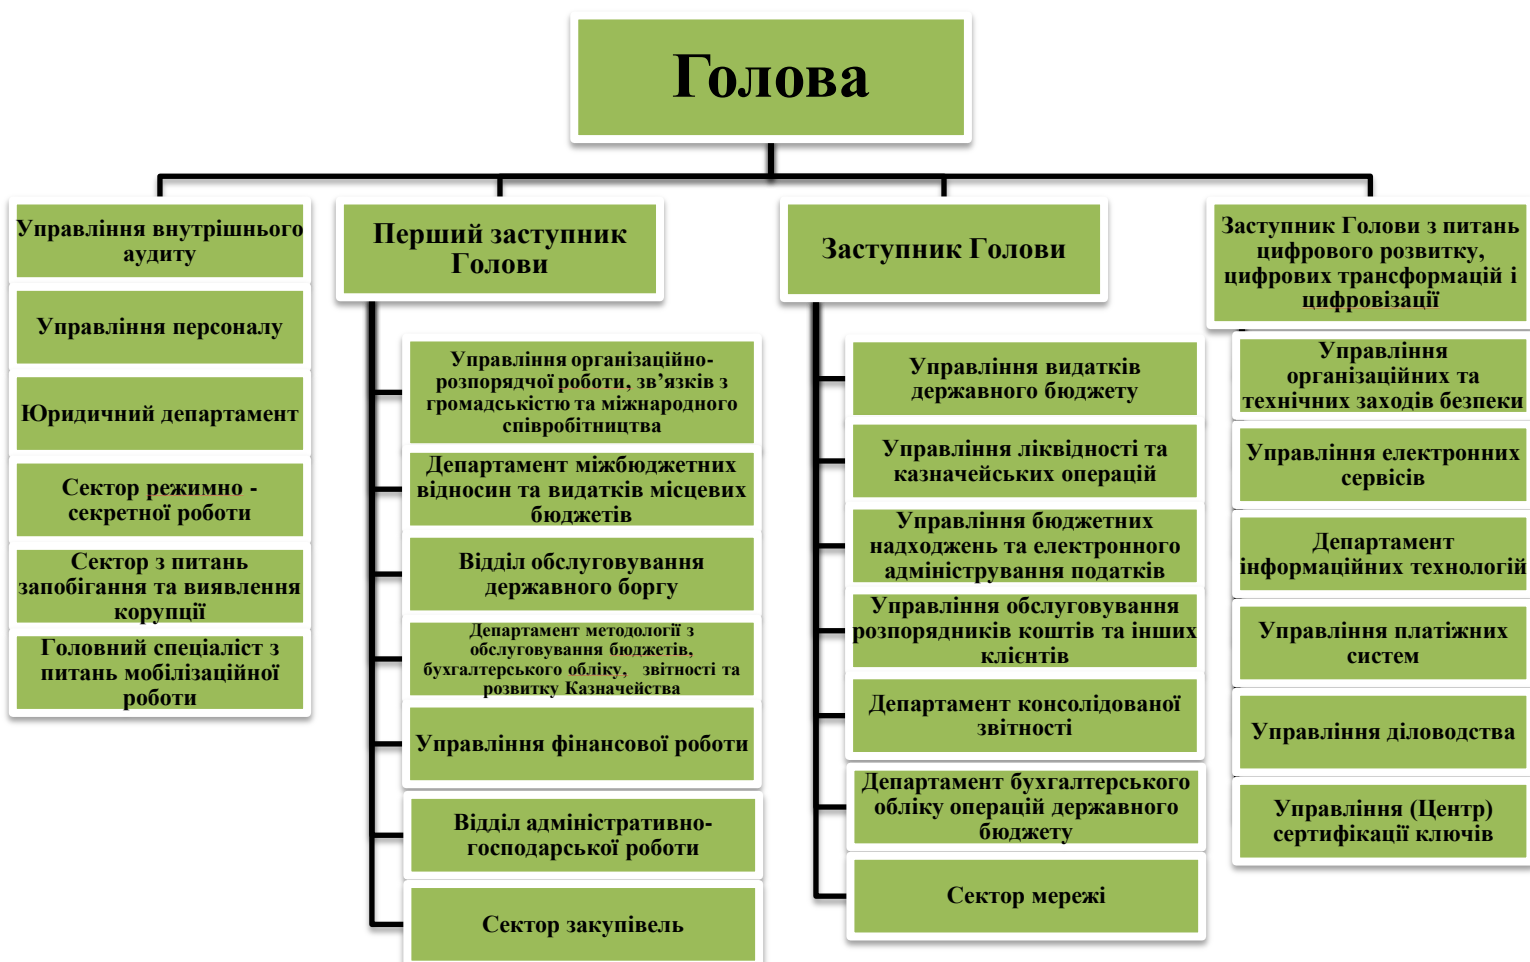 Голова
Управління внутрішнього
аудиту
Управління персоналу
Юридичний департамент
Сектор режимно -
секретної роботи
Сектор з питань
запобігання та виявлення
корупції
Головний спеціаліст з
питань мобілізаційної
роботи
Перший заступник
Голови
Управління організаційно-
розпорядчої роботи, зв’язків з
громадськістю та міжнародного
співробітництва
Департамент міжбюджетних
відносин та видатків місцевих
бюджетів
Відділ обслуговування
державного боргу
Департамент методології з
обслуговування бюджетів,
бухгалтерського обліку, звітності та
розвитку Казначейства
Управління фінансової роботи
Відділ адміністративно-
господарської роботи
Сектор закупівель
Заступник Голови
Управління видатків
державного бюджету
Управління ліквідності та
казначейських операцій
Управління бюджетних
надходжень та електронного
адміністрування податків
Управління обслуговування
розпорядників коштів та інших
клієнтів
Департамент консолідованої
звітності
Департамент бухгалтерського
обліку операцій державного
бюджету
Сектор мережі
Заступник Голови з питань
цифрового розвитку,
цифрових трансформацій і
цифровізації
Управління
організаційних та
технічних заходів безпеки
Управління електронних
сервісів
Департамент
інформаційних технологій
Управління платіжних
систем
Управління діловодства
Управління (Центр)
сертифікації ключів